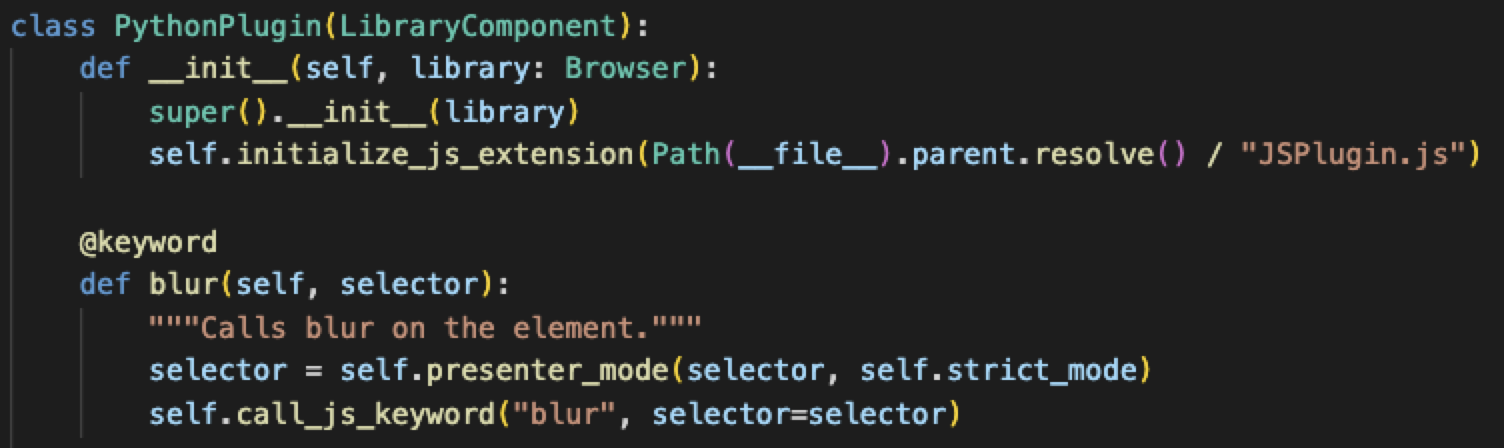 class PythonPlugin(LibraryComponent):
    def __init__(self, library: Browser):
        super().__init__(library)
        self.initialize_js_extension(Path(__file__).parent.resolve() / "JSPlugin.js")

    @keyword
    def blur(self, selector):
        """Calls blur on the element."""
        selector = self.presenter_mode(selector, self.strict_mode)
        self.call_js_keyword("blur", selector=selector)